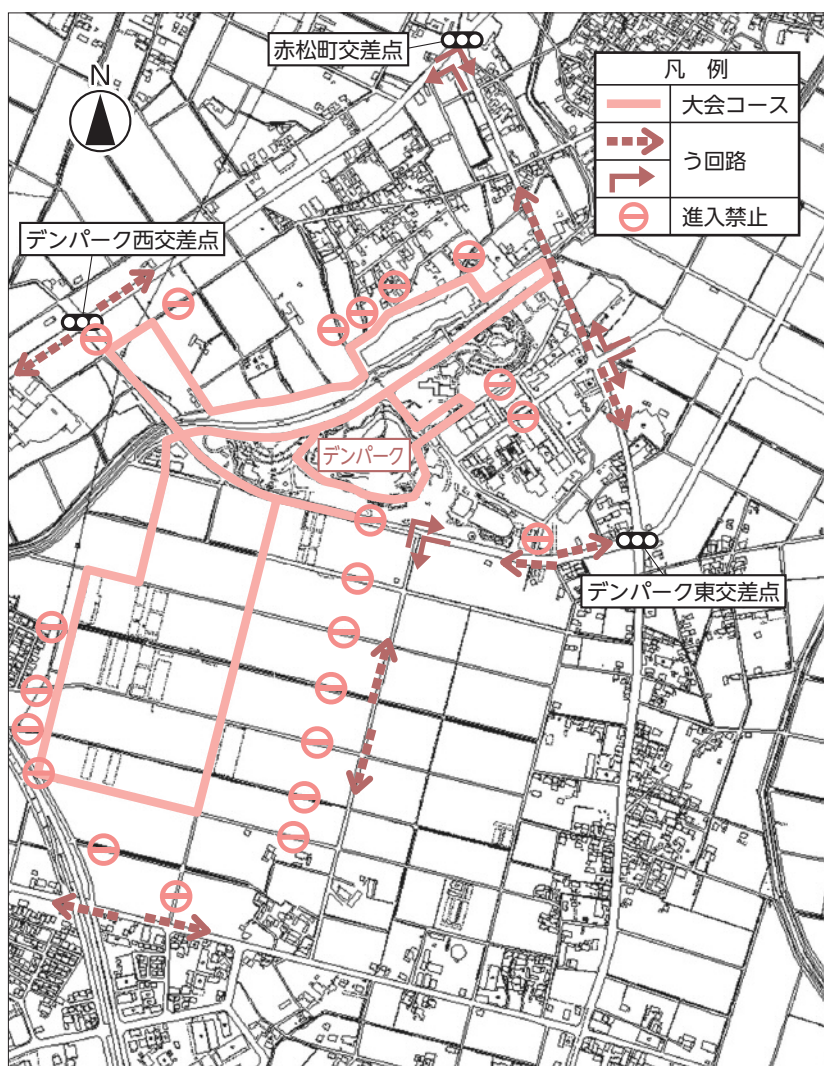 赤松町交差点
N
凡 例
大会コース
う回路
進入禁止
デンパーク西交差点
デンパーク
デンパーク東交差点